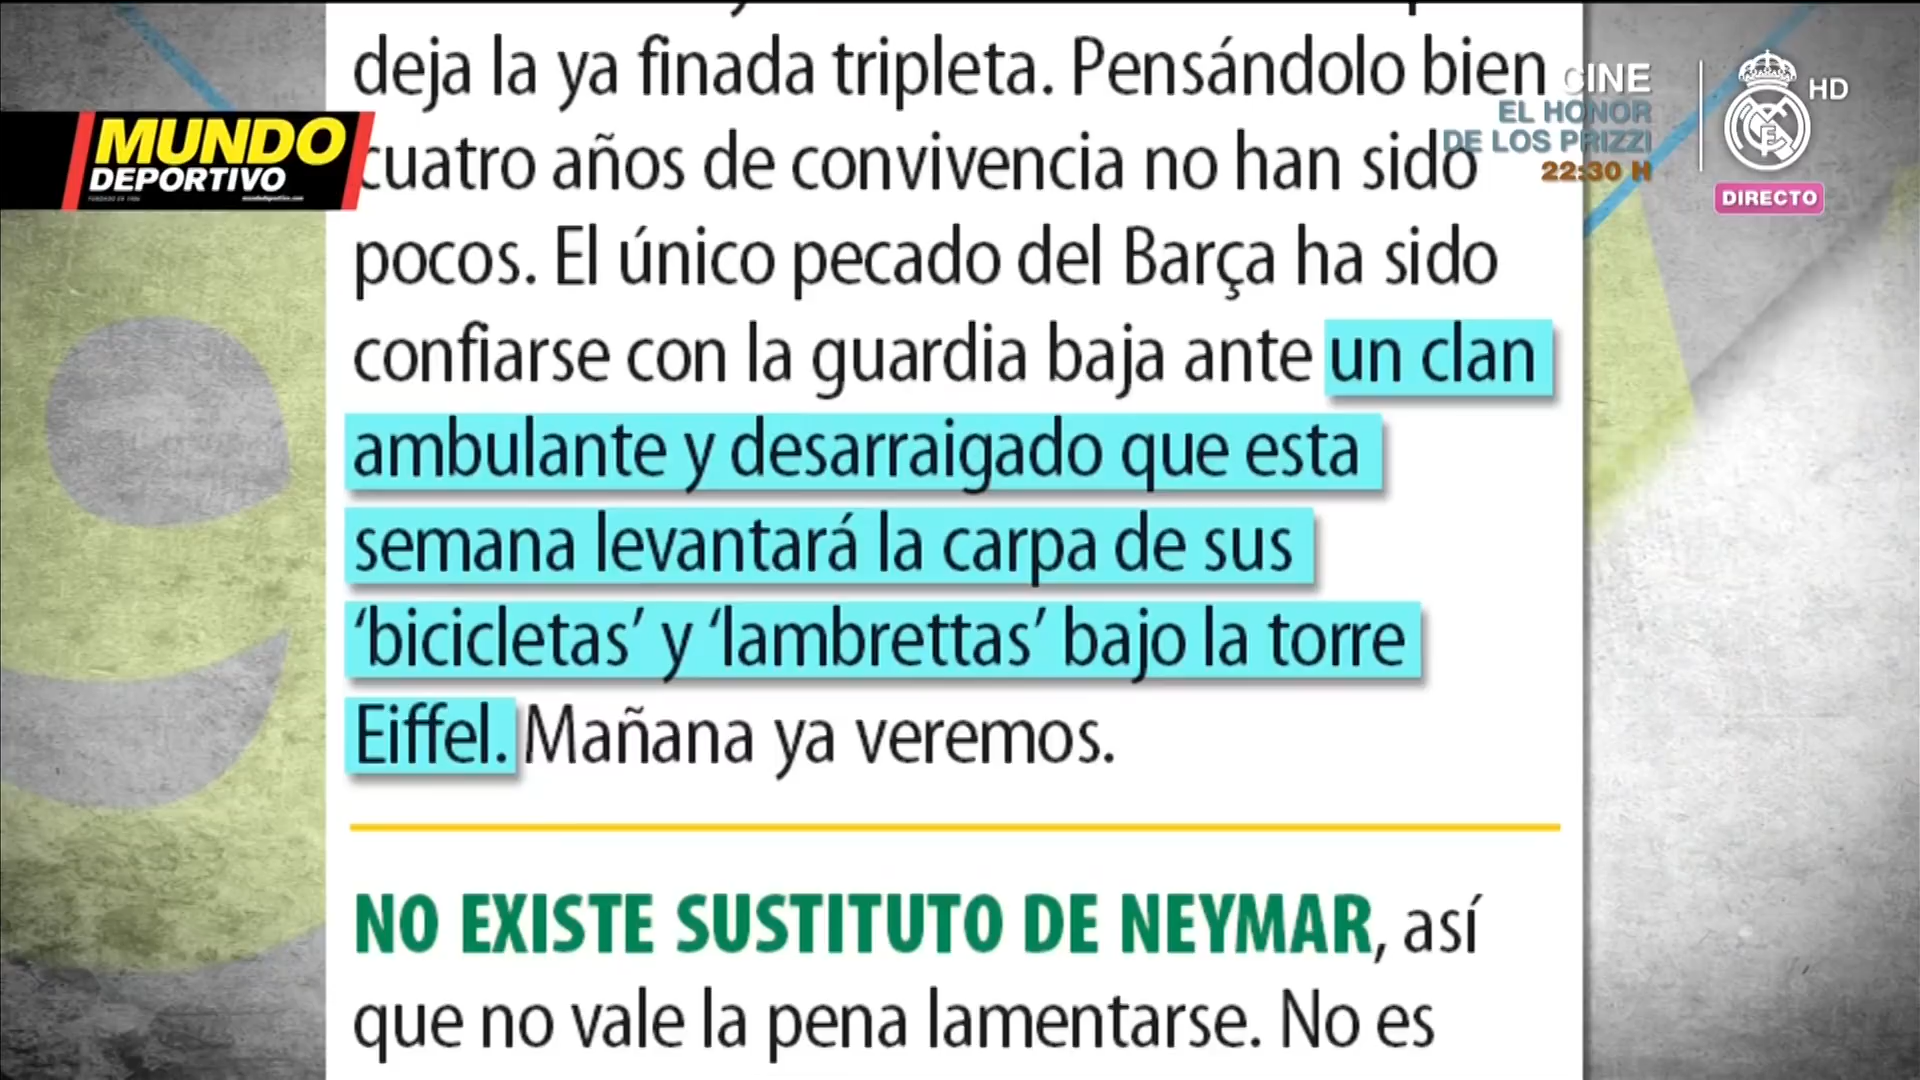 deja la ya finada tripleta. Pensándolo bien
cuatro años de convivencia no han sido
pocos. El único pecado del Barça ha sido
confiarse con la guardia baja ante un clan
ambulante y desarraigado que esta
semana levantará la carpa de sus
‘bicicletas’ y ‘lambrettas’ bajo la torre
Eiffel. Mañana ya veremos.
NO EXISTE SUSTITUTO DE NEYMAR, así
que no vale la pena lamentarse. No es
MUNDO
DEPORTIVO
CINE
EL HONOR
DE LOS PRIZZI
22:30 H
HD
DIRECTO